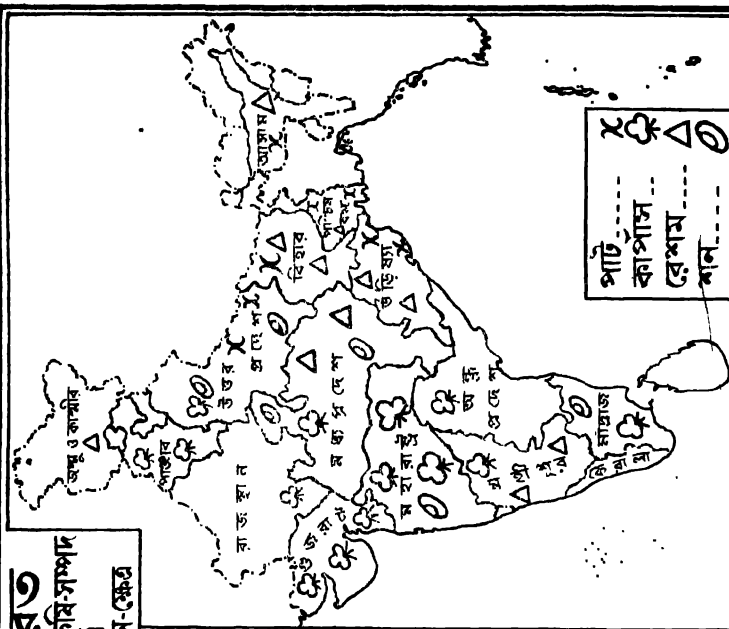 রত
ষি-সম্পদ
ষ-ক্ষেত্র
জম্মু ও কাশ্মীর
পাঞ্জাব
রাজস্থান
উত্তর
প্রদেশ
বিহার
পশ্চিম
বঙ্গ
আসাম
মধ্য প্রদেশ
উড়িষ্যা
গুজরাট
মহারাষ্ট্র
অন্ধ্র
প্রদেশ
মহীশূর
মাদ্রাজ
কেরালা
পাট
কার্পাস
রেশম
শন